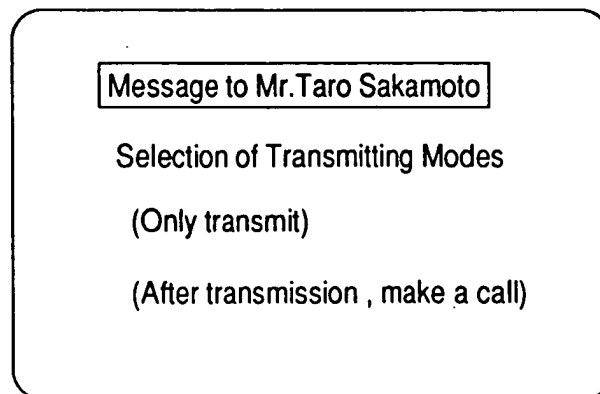 Message to Mr.Taro Sakamoto
Selection of Transmitting Modes
(Only transmit)
(After transmission , make a call)